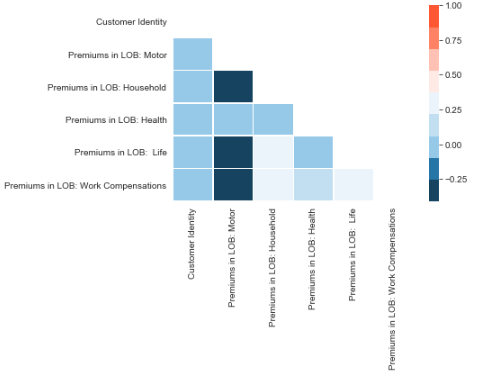 Customer Identity
Premiums in LOB: Motor
Premiums in LOB: Household
Premiums in LOB: Health
Premiums in LOB:  Life
Premiums in LOB: Work Compensations
Customer Identity
Premiums in LOB: Motor
Premiums in LOB: Household
Premiums in LOB: Health
Premiums in LOB:  Life
Premiums in LOB: Work Compensations
1.00
0.75
0.50
0.25
0.00
−0.25